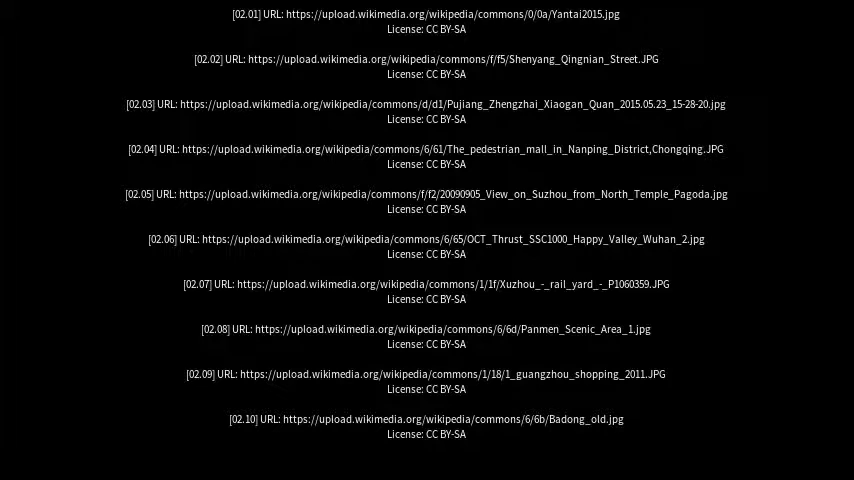 [02.01] URL: https://upload.wikimedia.org/wikipedia/commons/0/0a/Yantai2015.jpg
License: CC BY-SA
[02.02] URL: https://upload.wikimedia.org/wikipedia/commons/f/f5/Shenyang_Qingnian_Street.JPG
License: CC BY-SA
[02.03] URL: https://upload.wikimedia.org/wikipedia/commons/d/d1/Pujiang_Zhengzhai_Xiaogan_Quan_2015.05.23_15-28-20.jpg
License: CC BY-SA
[02.04] URL: https://upload.wikimedia.org/wikipedia/commons/6/61/The_pedestrian_mall_in_Nanping_District,Chongqing.JPG
License: CC BY-SA
[02.05] URL: https://upload.wikimedia.org/wikipedia/commons/f/f2/20090905_View_on_Suzhou_from_North_Temple_Pagoda.jpg
License: CC BY-SA
[02.06] URL: https://upload.wikimedia.org/wikipedia/commons/6/65/OCT_Thrust_SSC1000_Happy_Valley_Wuhan_2.jpg
License: CC BY-SA
[02.07] URL: https://upload.wikimedia.org/wikipedia/commons/1/1f/Xuzhou_-_rail_yard_-_P1060359.JPG
License: CC BY-SA
[02.08] URL: https://upload.wikimedia.org/wikipedia/commons/6/6d/Panmen_Scenic_Area_1.jpg
License: CC BY-SA
[02.09] URL: https://upload.wikimedia.org/wikipedia/commons/1/18/1_guangzhou_shopping_2011.JPG
License: CC BY-SA
[02.10] URL: https://upload.wikimedia.org/wikipedia/commons/6/6b/Badong_old.jpg
License: CC BY-SA